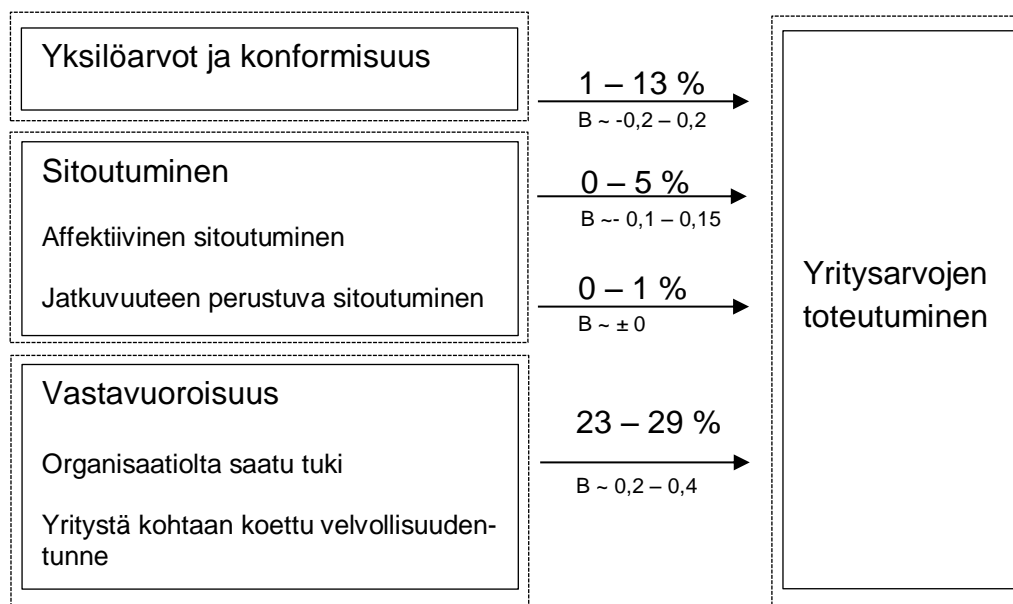 Yksilöarvot ja konformisuus
1 – 13 %
B ~ -0,2 – 0,2
Sitoutuminen
0 – 5 %
B ~- 0,1 – 0,15
Affektiivinen sitoutuminen
Jatkuvuuteen perustuva sitoutuminen
0 – 1 %
B ~ ± 0
Yritysarvojen
toteutuminen
Vastavuoroisuus
23 – 29 %
B ~ 0,2 – 0,4
Organisaatiolta saatu tuki
Yritystä kohtaan koettu velvollisuuden-
tunne